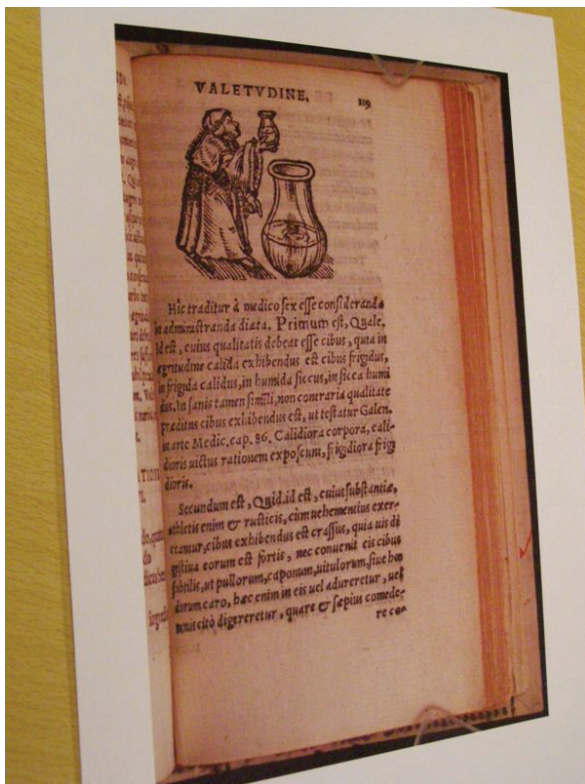 VALETVDINE, 119
Hîc traditur à medico sex esse consideranda
in administranda diæta. Primum est, Quale.
Id est, cuius qualitatis debeat esse cibus, quia in
ægritudine calida exhibendus est cibus frigidus,
in frigida calidus, in humida siccus, in sicca humi
dus. In sanis tamen simili, non contraria qualitate
præditus cibus exhibendus est, ut testatur Galen.
in arte Medic. cap. 86. Calidiora corpora, cali-
dioris uictus rationem exposcunt, frigidiora frigi
dioris.
Secundum est, Quid. id est, cuius substantiæ,
athletis enim & rusticis, cùm uehementius exer-
ceantur, cibus exhibendus est crassus, quia uis di
gestiua eorum est fortis, nec conuenit eis cibus
subtilis, ut pullorum, caponum, uitulorum, siue hœ
dorum caro, hæc enim in eis uel adureretur, uel
citò digereretur, quare & sæpius comede-
re co-